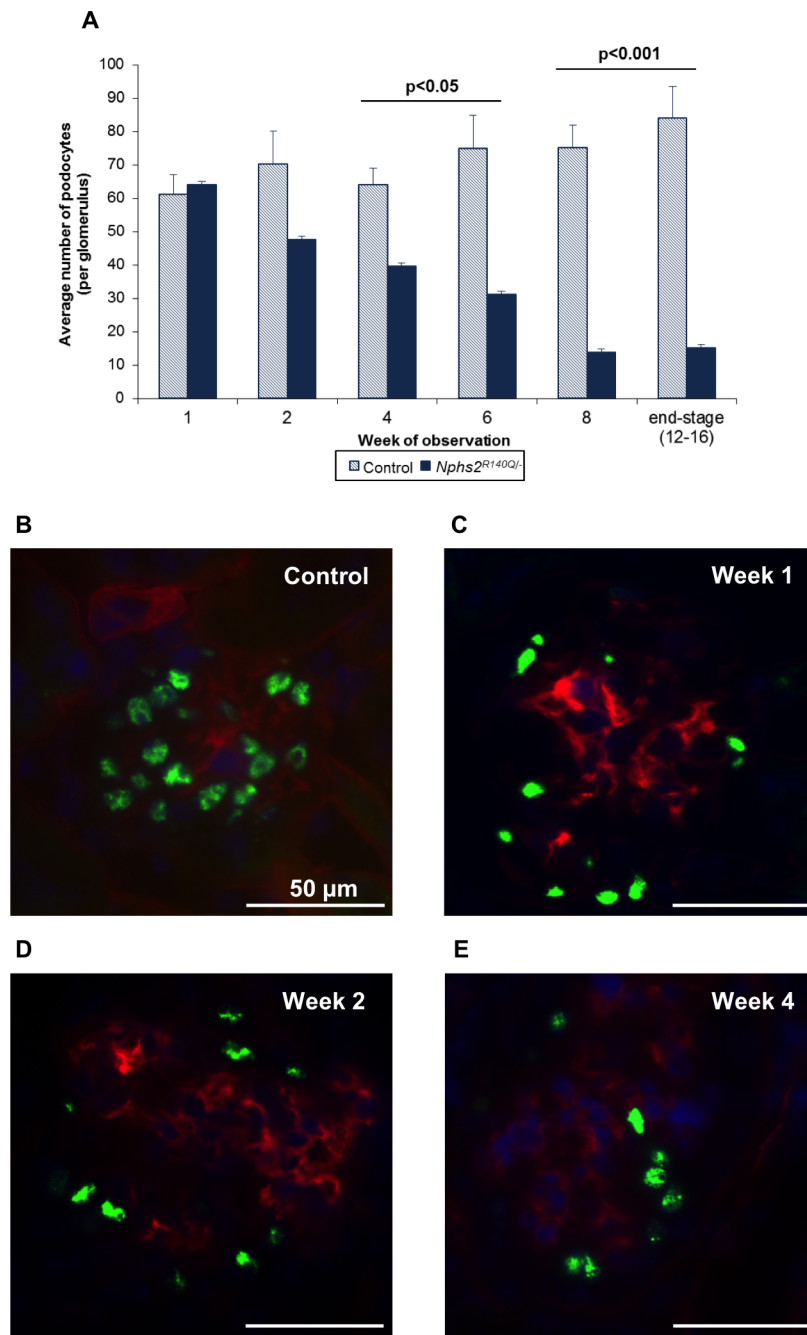 A
p<0.001
p<0.05
100
90
80
70
60
50
40
30
20
10
0
Average number of podocytes
(per glomerulus)
1
2
4
6
8
end-stage
(12-16)
Week of observation
Control
Nphs2R140Q/-
B
Control
50 µm
C
Week 1
D
Week 2
E
Week 4